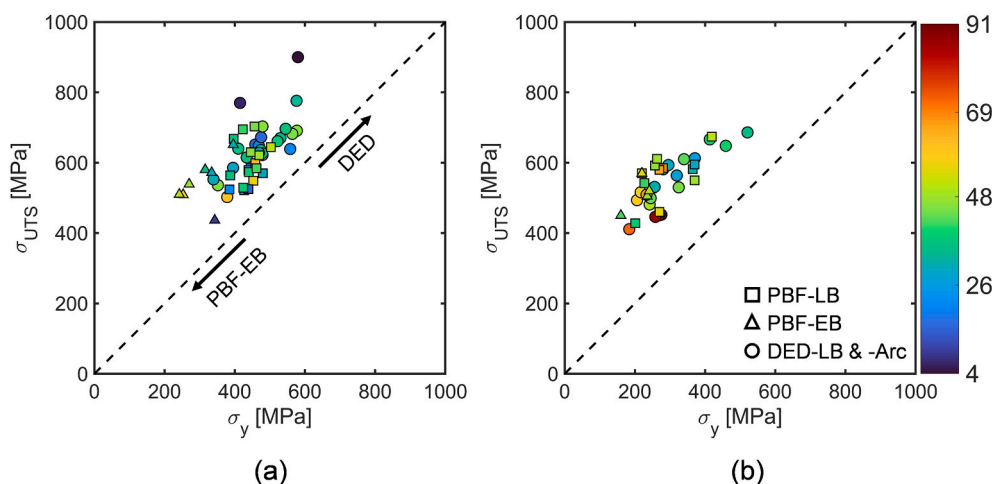 1000
800
600
400
200
0
σUTS [MPa]
DED
PBF-EB
0 200 400 600 800 1000
σy [MPa]
(a)
1000
800
600
400
200
0
σUTS [MPa]
PBF-LB
PBF-EB
DED-LB & -Arc
0 200 400 600 800 1000
σy [MPa]
(b)
91
69
48
26
4